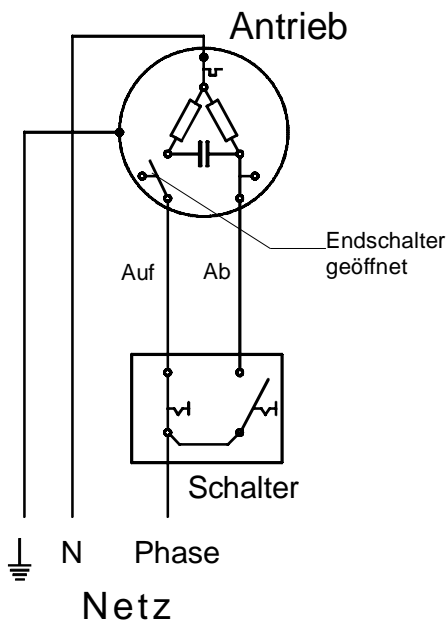 Antrieb
Endschalter
geöffnet
Auf
Ab
Schalter
N
Phase
Netz